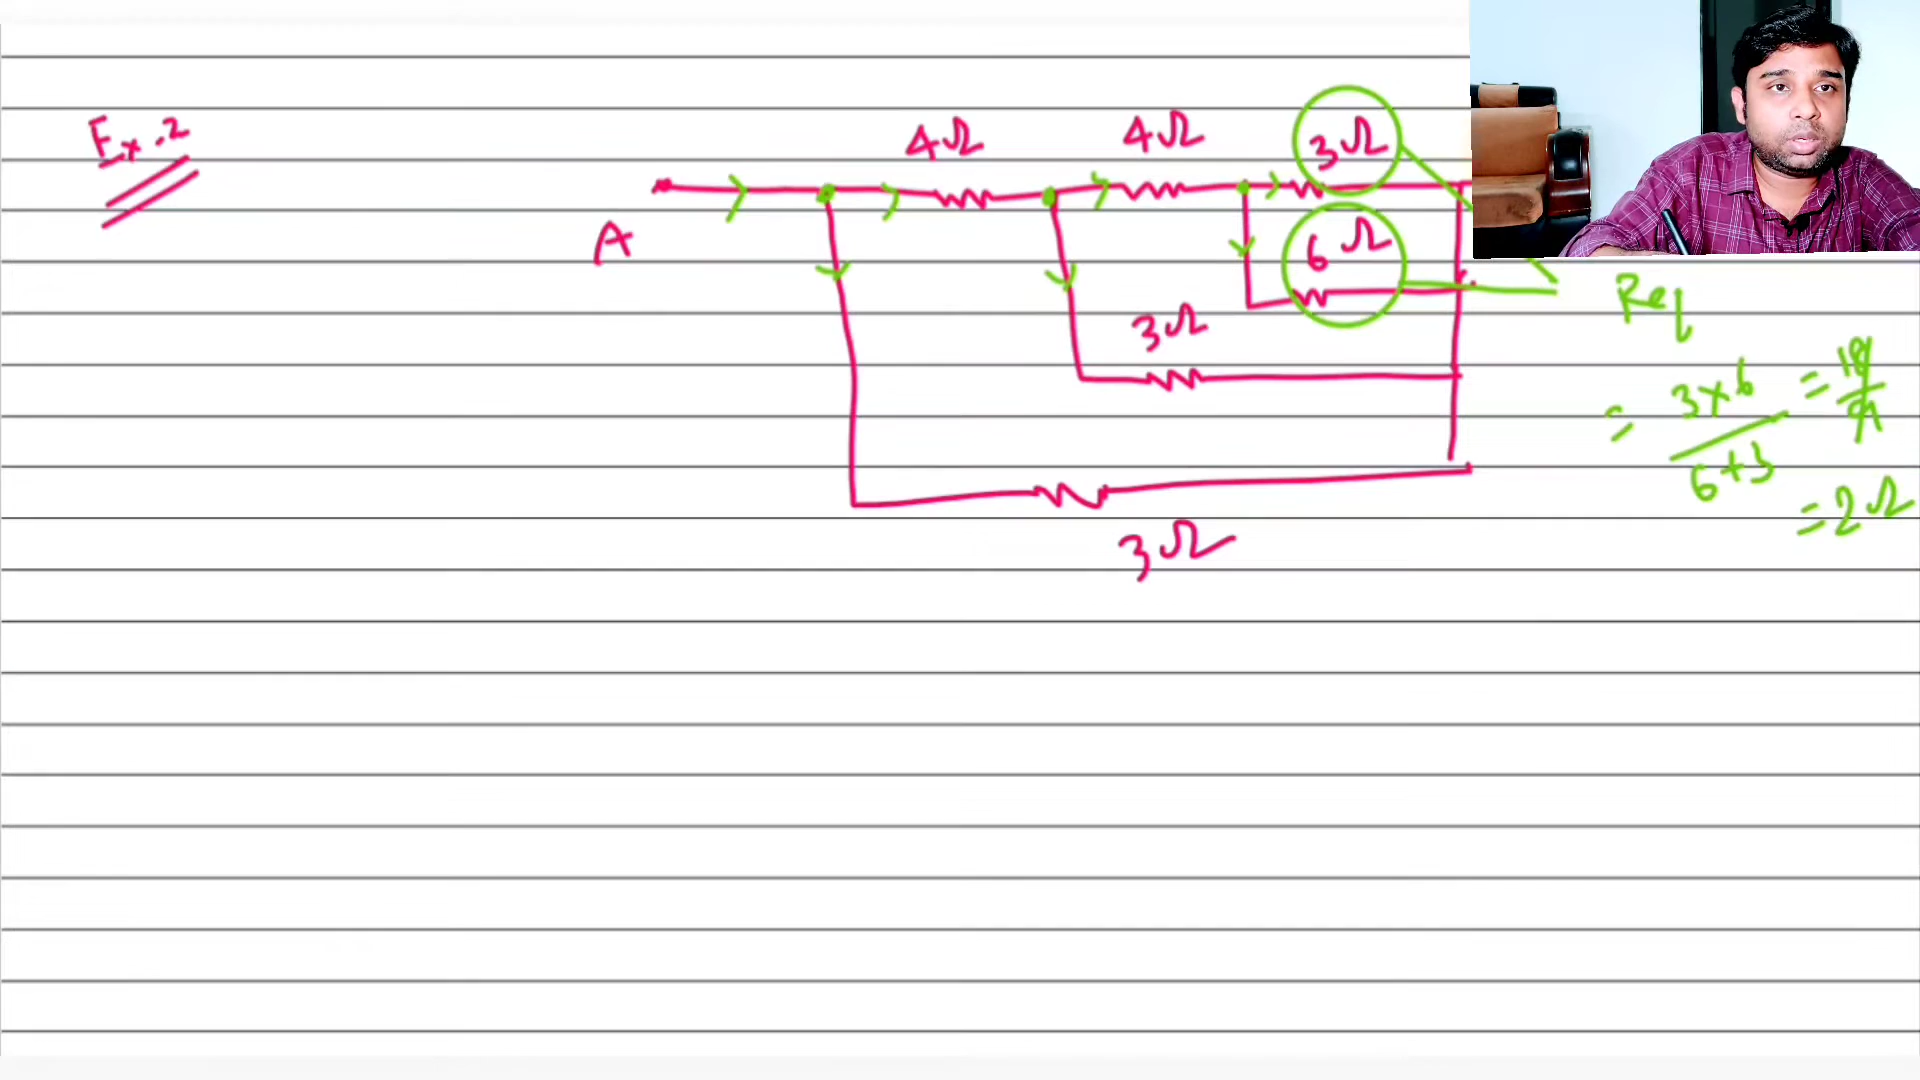 Ex.2
4Ω 4Ω 3Ω
A
6Ω
3Ω
3Ω
Req
= 3×6 / 6+3 = 18 / 9
= 2Ω